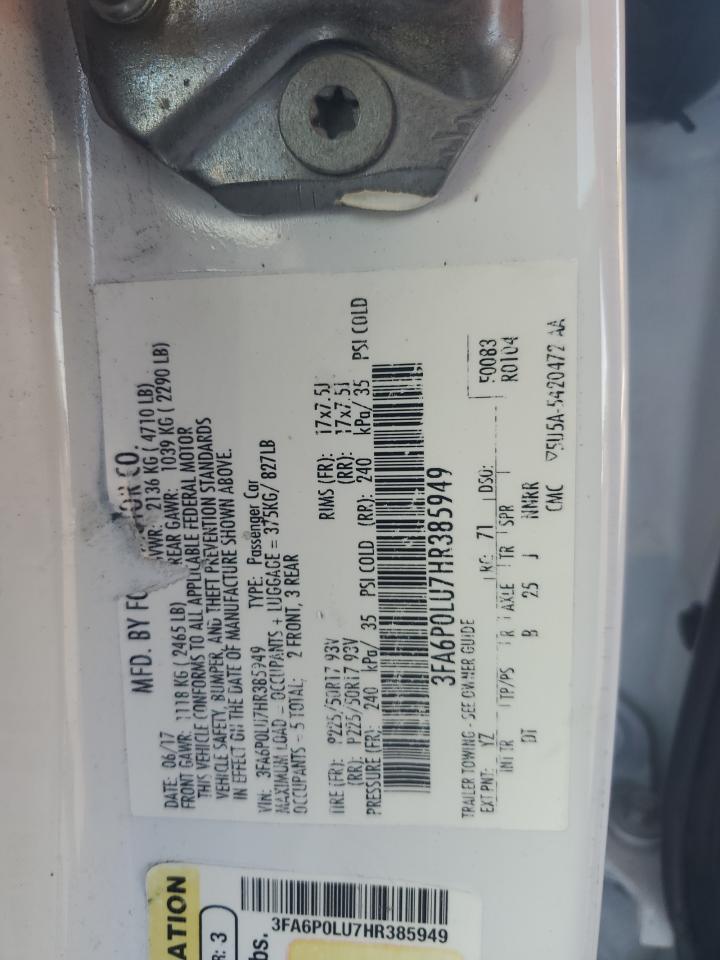 MFD. BY FO MOTOR CO.
DATE: 06/17 GVWR: 2136 KG ( 4710 LB)
FRONT GAWR: 1118 KG ( 2465 LB) REAR GAWR: 1039 KG ( 2290 LB)
THIS VEHICLE CONFORMS TO ALL APPLICABLE FEDERAL MOTOR
VEHICLE SAFETY, BUMPER, AND THEFT PREVENTION STANDARDS
IN EFFECT ON THE DATE OF MANUFACTURE SHOWN ABOVE.
VIN: 3FA6P0LU7HR385949 TYPE: Passenger Car
MAXIMUM LOAD = OCCUPANTS + LUGGAGE = 375KG/ 827LB
OCCUPANTS - 5 TOTAL: 2 FRONT, 3 REAR
TIRE (FR): P225/50R17 93V RIMS (FR): 17x7.5J
(RR): P225/50R17 93V (RR): 17x7.5J
PRESSURE (FR): 240 kPa/ 35 PSI COLD (RR): 240 kPa/ 35 PSI COLD
3FA6P0LU7HR385949
TRAILER TOWING - SEE OWNER GUIDE
EXT PNT: YZ RC: 71 DSO: F0083
R0104
INT TR TP/PS R AXLE TR SPR
DT B 25 J NMRR
CMC 5U5A-5420472 AA
ATION
R: 3
bs.
3FA6P0LU7HR385949